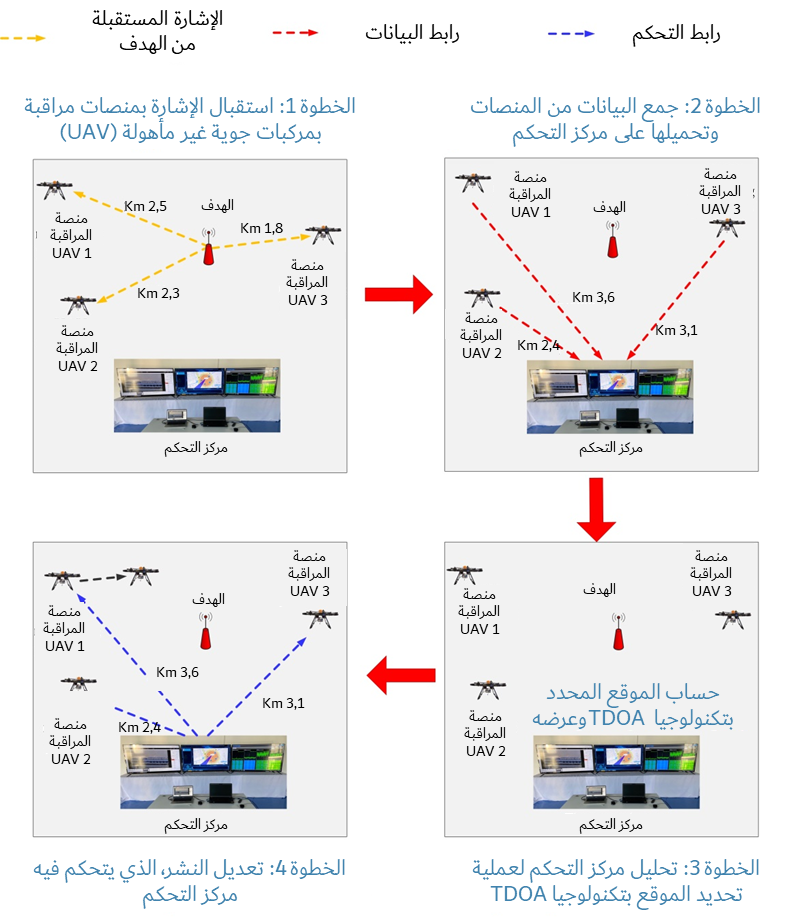 الإشارة المستقبلة
من الهدف
رابط البيانات
رابط التحكم
الخطوة 1: استقبال الإشارة بمنصات مراقبة
بمركبات جوية غير مأهولة (UAV)
الهدف
Km 2,5
Km 1,8
منصة
المراقبة
UAV 1
منصة
المراقبة
UAV 3
Km 2,3
منصة
المراقبة
UAV 2
مركز التحكم
الخطوة 2: جمع البيانات من المنصات
وتحميلها على مركز التحكم
منصة
المراقبة
UAV 1
منصة
المراقبة
UAV 3
الهدف
Km 3,6
منصة
المراقبة
UAV 2
Km 2,4
Km 3,1
مركز التحكم
منصة
المراقبة
UAV 3
الهدف
منصة
المراقبة
UAV 1
حساب الموقع المحدد
بتكنولوجيا TDOA وعرضه
منصة
المراقبة
UAV 2
مركز التحكم
الخطوة 3: تحليل مركز التحكم لعملية
تحديد الموقع بتكنولوجيا TDOA
منصة
المراقبة
UAV 3
الهدف
منصة
المراقبة
UAV 1
Km 3,6
Km 3,1
منصة
المراقبة
UAV 2
Km 2,4
مركز التحكم
الخطوة 4: تعديل النشر، الذي يتحكم فيه
مركز التحكم